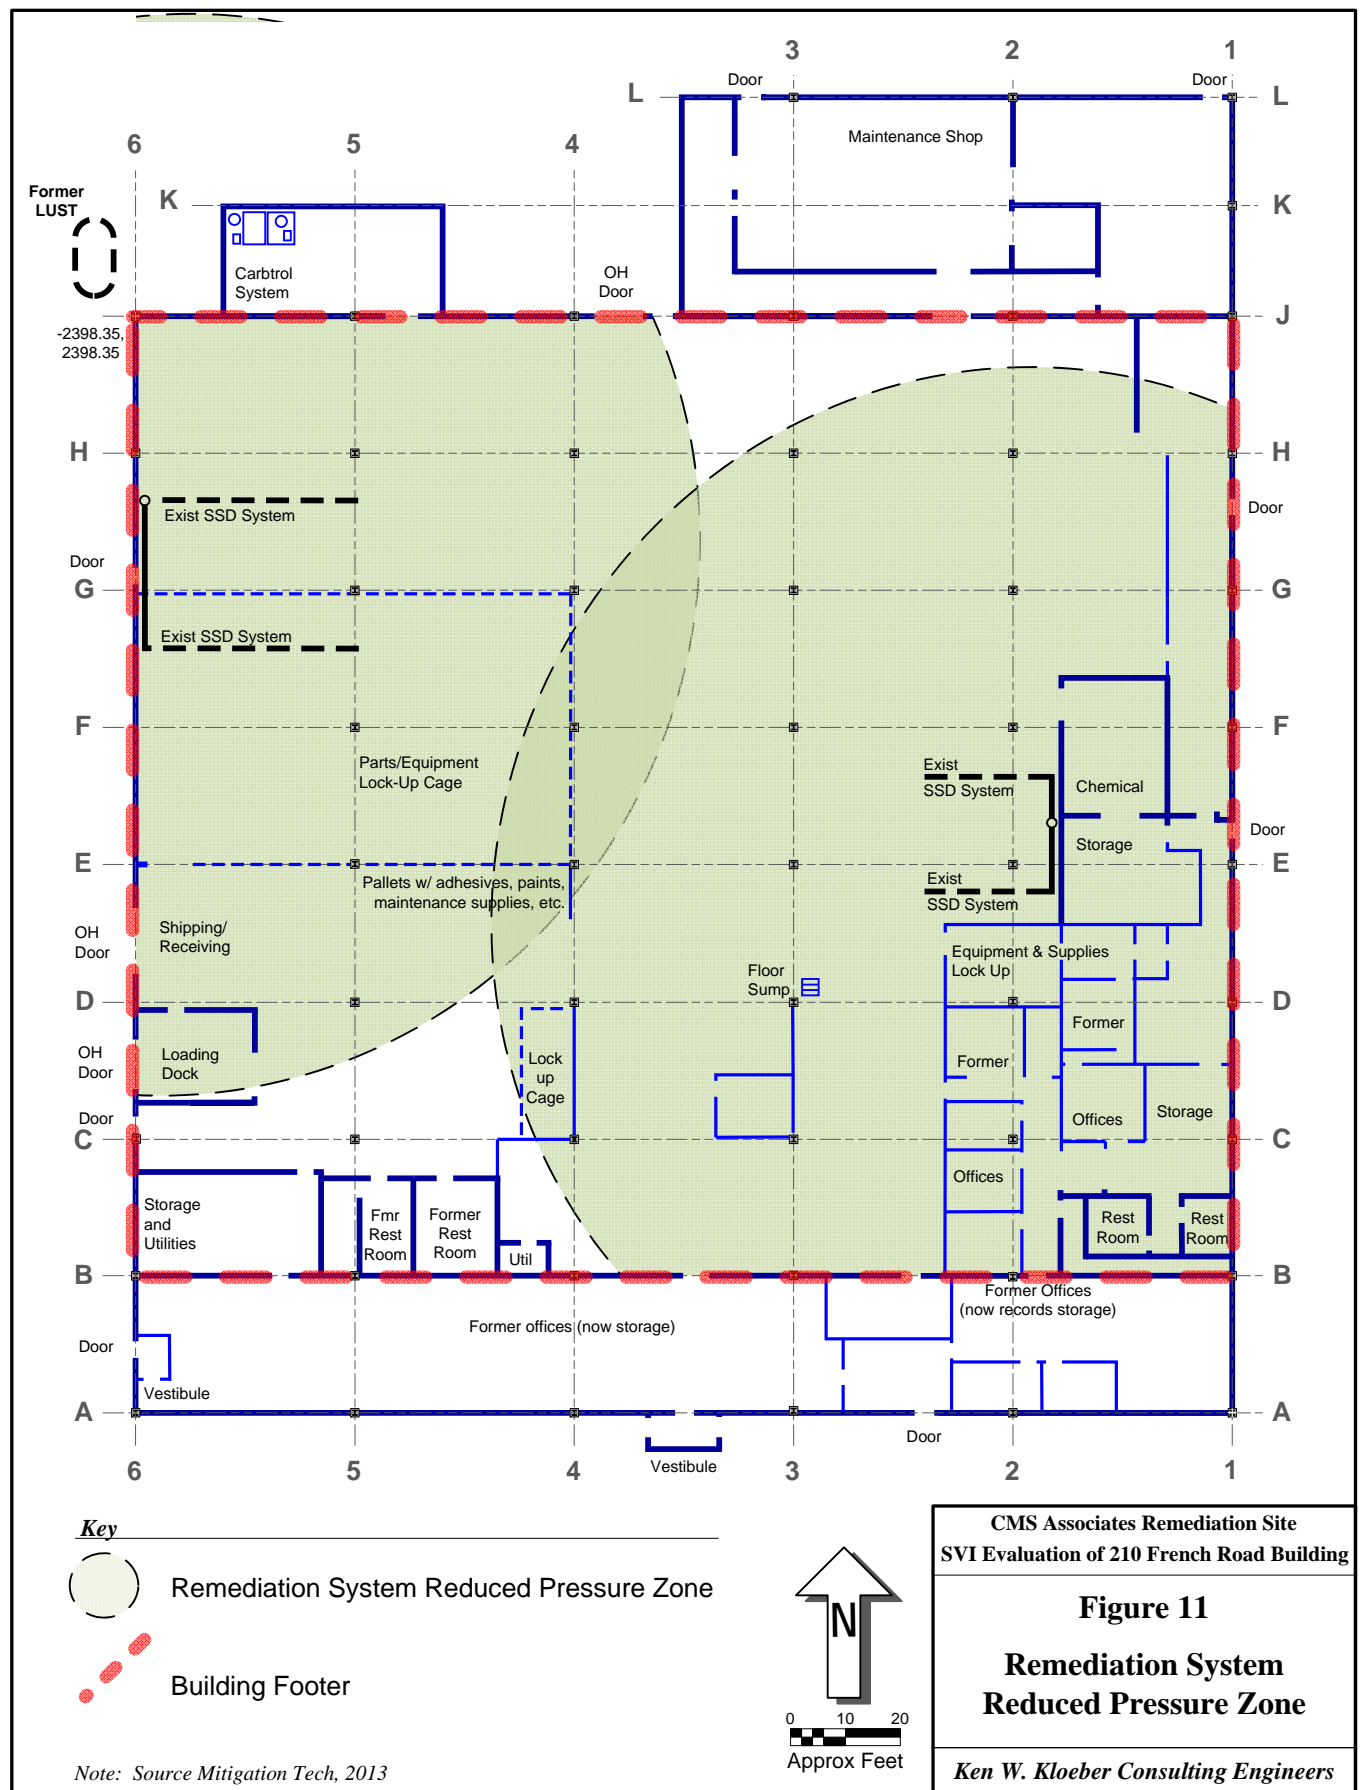 3
2
1
Door
Door
L
L
Maintenance Shop
6
5
4
Former
LUST
K
K
Carbtrol
System
OH
Door
J
-2398.35,
2398.35
H
H
Exist SSD System
Door
Door
G
G
Exist SSD System
F
F
Parts/Equipment
Lock-Up Cage
Exist
SSD System
Chemical
Door
Storage
E
E
Pallets w/ adhesives, paints,
maintenance supplies, etc.
Exist
SSD System
Shipping/
Receiving
OH
Door
Equipment & Supplies
Lock Up
Floor
Sump
D
D
Former
OH
Door
Loading
Dock
Lock
up
Cage
Former
Door
Offices
Storage
C
C
Offices
Storage
and
Utilities
Fmr
Rest
Room
Former
Rest
Room
Util
Rest
Room
Rest
Room
B
B
Former Offices
(now records storage)
Former offices (now storage)
Door
Vestibule
A
A
Door
Vestibule
6
5
4
3
2
1
Key
Remediation System Reduced Pressure Zone
Building Footer
N
0 10 20
Approx Feet
Note: Source Mitigation Tech, 2013
CMS Associates Remediation Site
SVI Evaluation of 210 French Road Building
Figure 11
Remediation System
Reduced Pressure Zone
Ken W. Kloeber Consulting Engineers